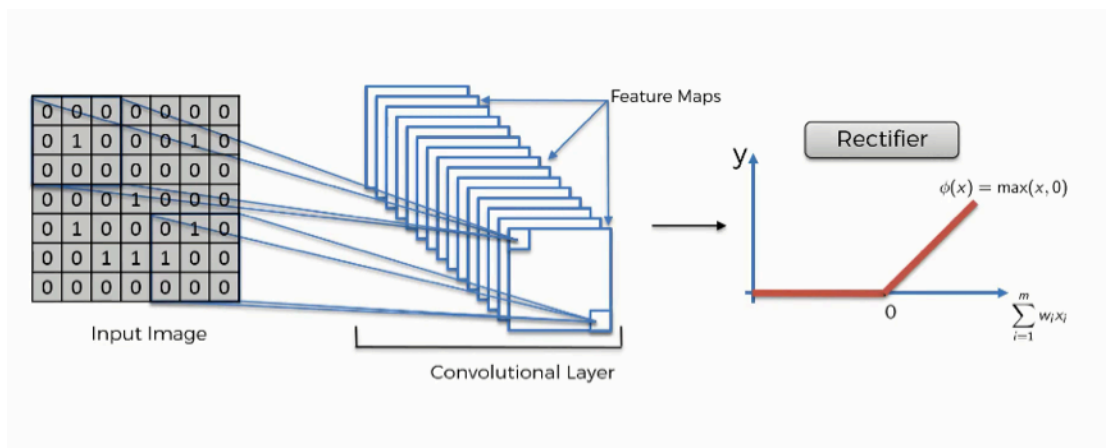 0 0 0 0 0 0 0
0 1 0 0 0 1 0
0 0 0 0 0 0 0
0 0 0 1 0 0 0
0 1 0 0 0 1 0
0 0 1 1 1 0 0
0 0 0 0 0 0 0
Input Image
Feature Maps
Convolutional Layer
Rectifier
y
ϕ(x) = max(x, 0)
0
m
∑ wᵢxᵢ
i=1